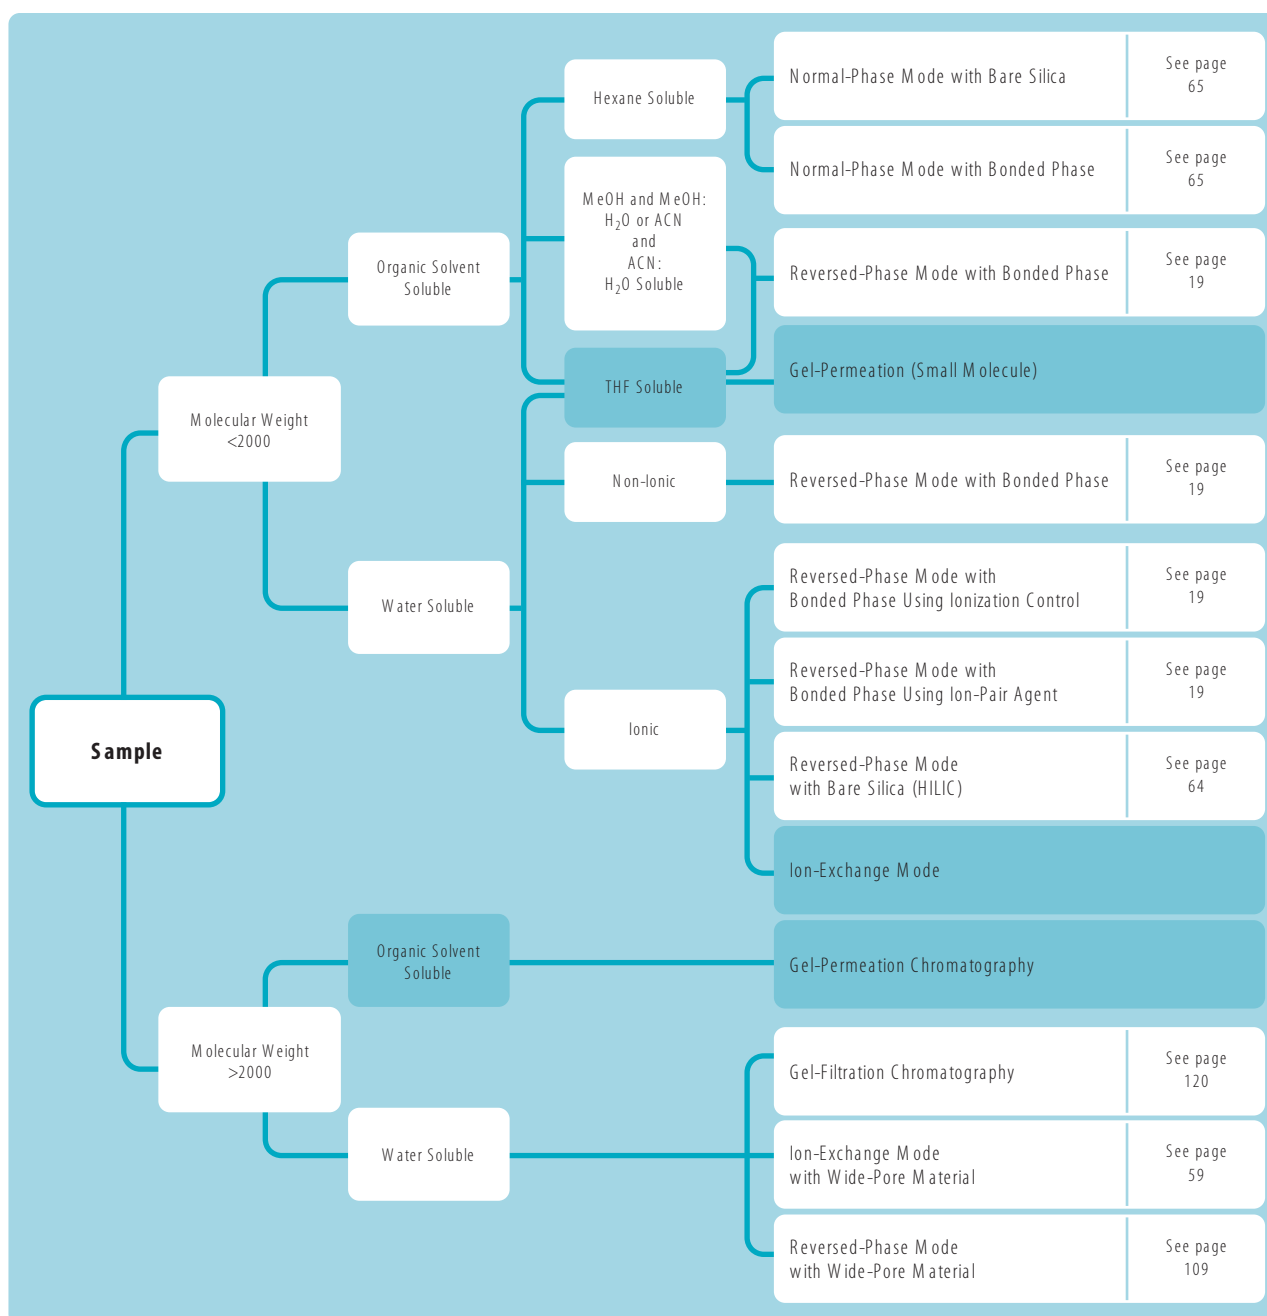 Hexane Soluble
Normal-Phase Mode with Bare Silica
See page
65
Normal-Phase Mode with Bonded Phase
See page
65
MeOH and MeOH:
H₂O or ACN
and
ACN:
H₂O Soluble
Organic Solvent
Soluble
Reversed-Phase Mode with Bonded Phase
See page
19
THF Soluble
Gel-Permeation (Small Molecule)
Molecular Weight
<2000
Non-Ionic
Reversed-Phase Mode with Bonded Phase
See page
19
Water Soluble
Reversed-Phase Mode with
Bonded Phase Using Ionization Control
See page
19
Reversed-Phase Mode with
Bonded Phase Using Ion-Pair Agent
See page
19
Ionic
Sample
Reversed-Phase Mode
with Bare Silica (HILIC)
See page
64
Ion-Exchange Mode
Organic Solvent
Soluble
Gel-Permeation Chromatography
Molecular Weight
>2000
Gel-Filtration Chromatography
See page
120
Water Soluble
Ion-Exchange Mode
with Wide-Pore Material
See page
59
Reversed-Phase Mode
with Wide-Pore Material
See page
109